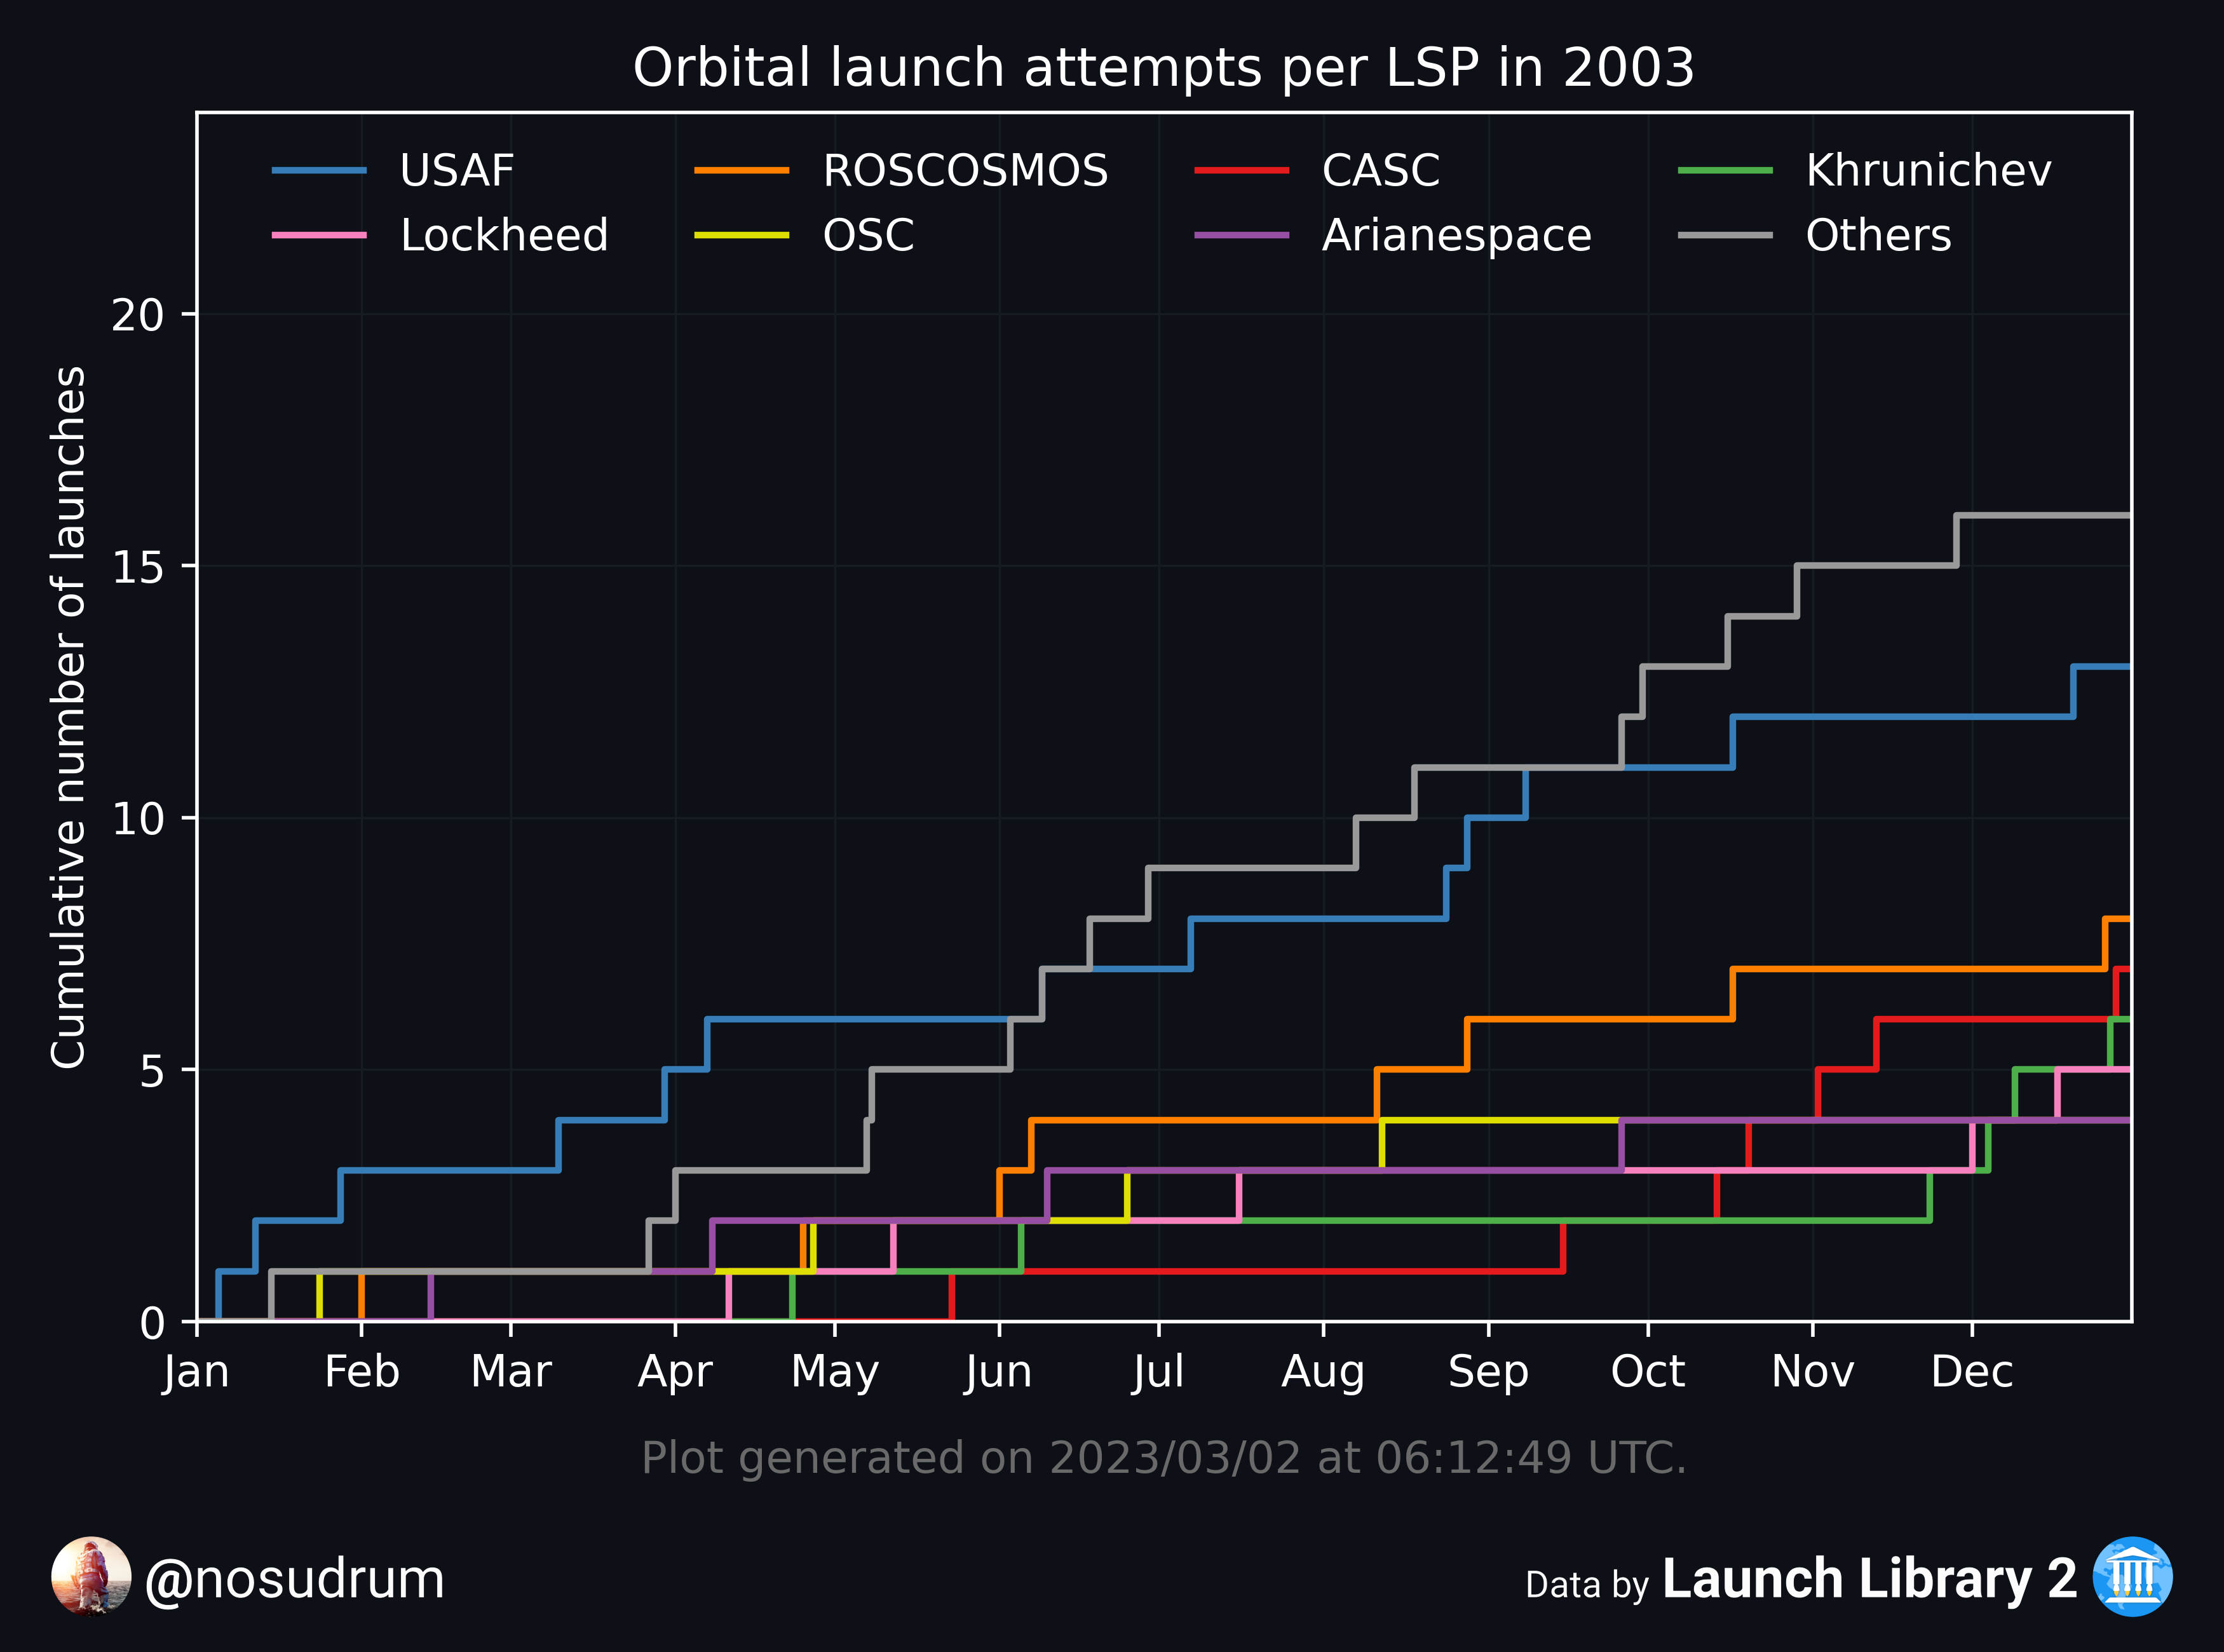 Orbital launch attempts per LSP in 2003
USAF ROSCOSMOS CASC Khrunichev
Lockheed OSC Arianespace Others
Cumulative number of launches
20
15
10
5
0
Jan Feb Mar Apr May Jun Jul Aug Sep Oct Nov Dec
Plot generated on 2023/03/02 at 06:12:49 UTC.
@nosudrum
Data by Launch Library 2